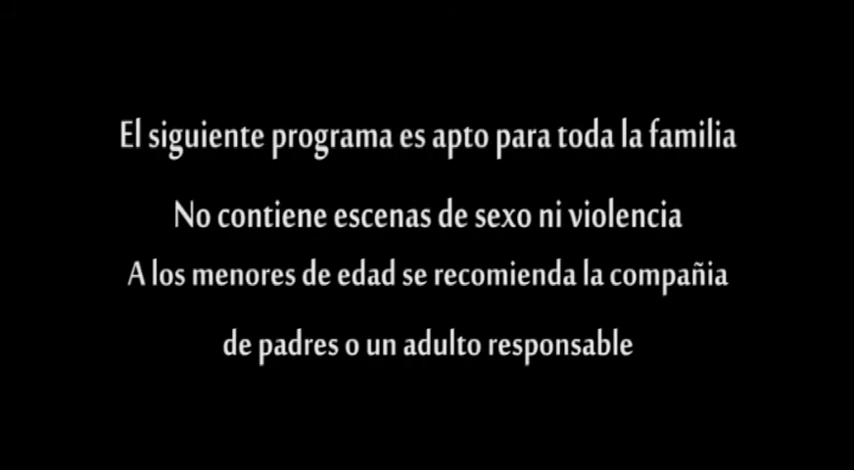 El siguiente programa es apto para toda la familia
No contiene escenas de sexo ni violencia
A los menores de edad se recomienda la compañia
de padres o un adulto responsable